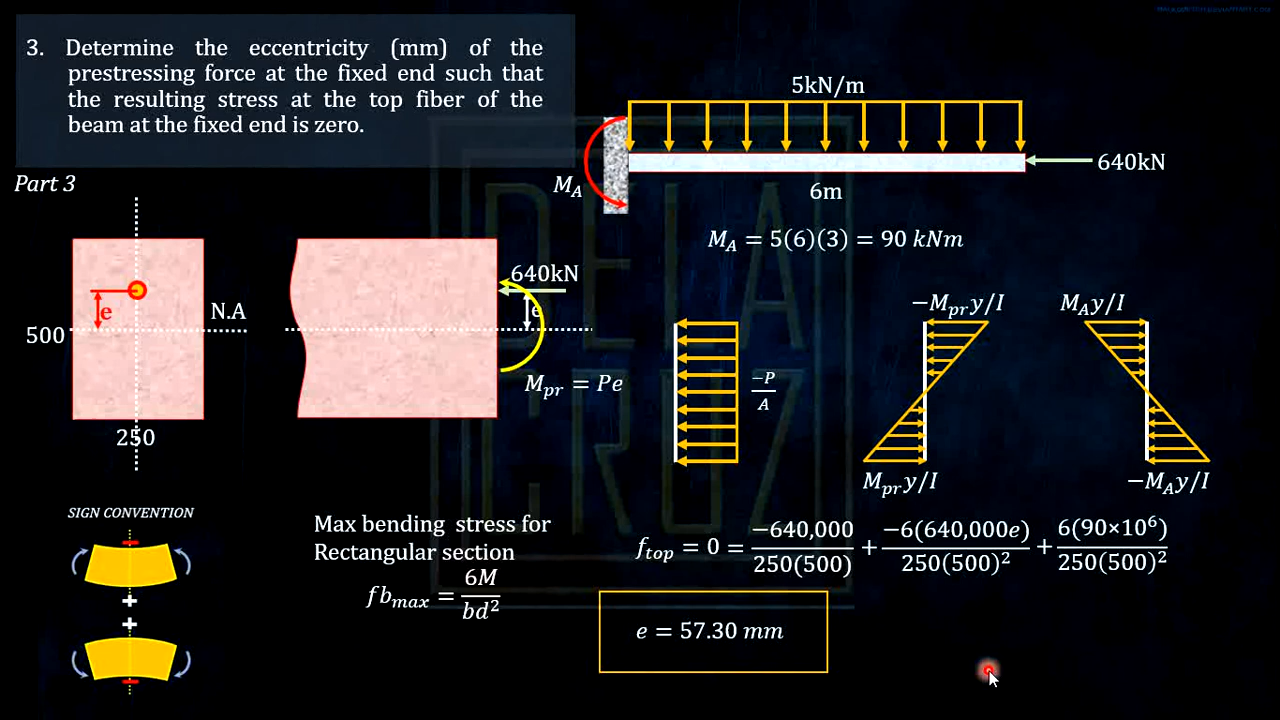 3. Determine the eccentricity (mm) of the
prestressing force at the fixed end such that
the resulting stress at the top fiber of the
beam at the fixed end is zero.
5kN/m
640kN
M_A
6m
Part 3
M_A = 5(6)(3) = 90 kNm
640kN
e
e
N.A
500
250
M_pr = Pe
-P/A
−M_pr y/I
M_A y/I
M_pr y/I
−M_A y/I
SIGN CONVENTION
Max bending stress for
Rectangular section
fb_max = 6M/bd²
f_top = 0 = −640,000/250(500) + −6(640,000e)/250(500)² + 6(90×10⁶)/250(500)²
e = 57.30 mm
DELA
CRUZ